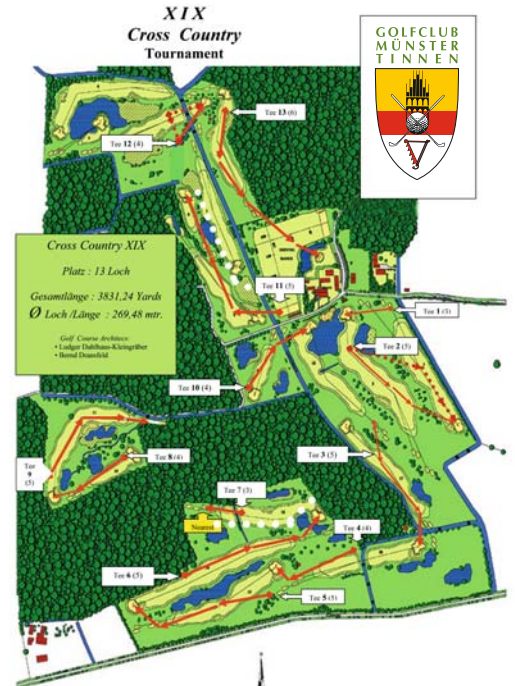 XIX
Cross Country
Tournament
GOLFCLUB
MÜNSTER
TINNEN
Tee 13 (6)
Tee 12 (4)
Cross Country XIX
Platz : 13 Loch
Gesamtlänge : 3831,24 Yards
Ø Loch /Länge : 269,48 mtr.
Golf Course Architects:
• Ludger Dahlhaus-Kleingräber
• Bernd Dransfeld
Tee 11 (5)
Tee 1 (3)
Tee 2 (5)
Tee 10 (4)
Tee 3 (5)
Tee 8 (4)
Tee
9
(5)
Tee 7 (3)
Nearest
Tee 4 (4)
Tee 6 (5)
Tee 5 (5)